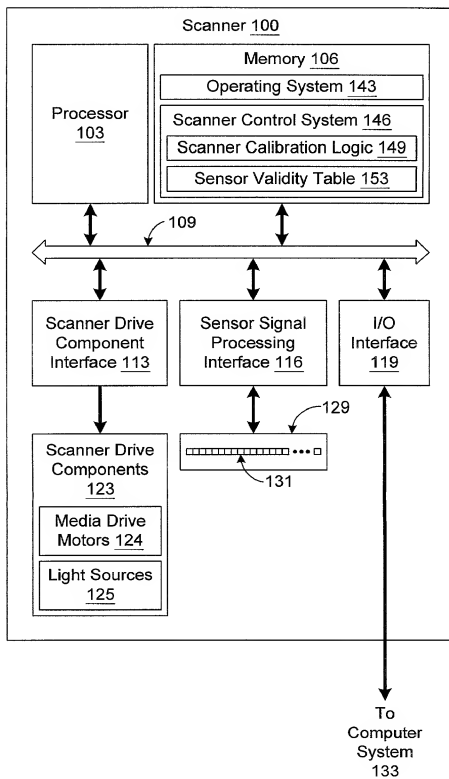 Scanner 100
Processor
103
Memory 106
Operating System 143
Scanner Control System 146
Scanner Calibration Logic 149
Sensor Validity Table 153
109
Scanner Drive
Component
Interface 113
Sensor Signal
Processing
Interface 116
I/O
Interface
119
Scanner Drive
Components
123
Media Drive
Motors 124
Light Sources
125
129
131
To
Computer
System
133